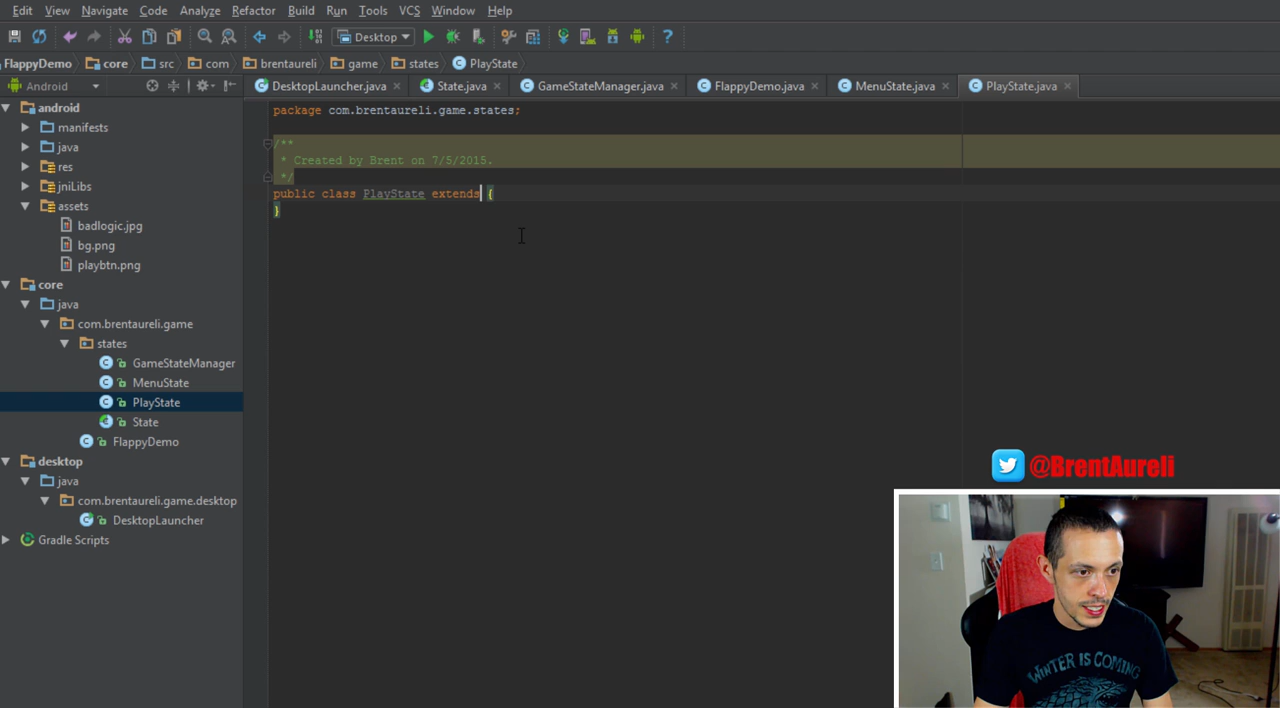 Edit View Navigate Code Analyze Refactor Build Run Tools VCS Window Help
Desktop
FlappyDemo core src com brentaureli game states PlayState
Android
DesktopLauncher.java State.java GameStateManager.java FlappyDemo.java MenuState.java PlayState.java
android
manifests
java
res
jniLibs
assets
badlogic.jpg
bg.png
playbtn.png
core
java
com.brentaureli.game
states
GameStateManager
MenuState
PlayState
State
FlappyDemo
desktop
java
com.brentaureli.game.desktop
DesktopLauncher
Gradle Scripts
package com.brentaureli.game.states;
/**
* Created by Brent on 7/5/2015.
*/
public class PlayState extends {
}
@BrentAureli
WINTER IS COMING